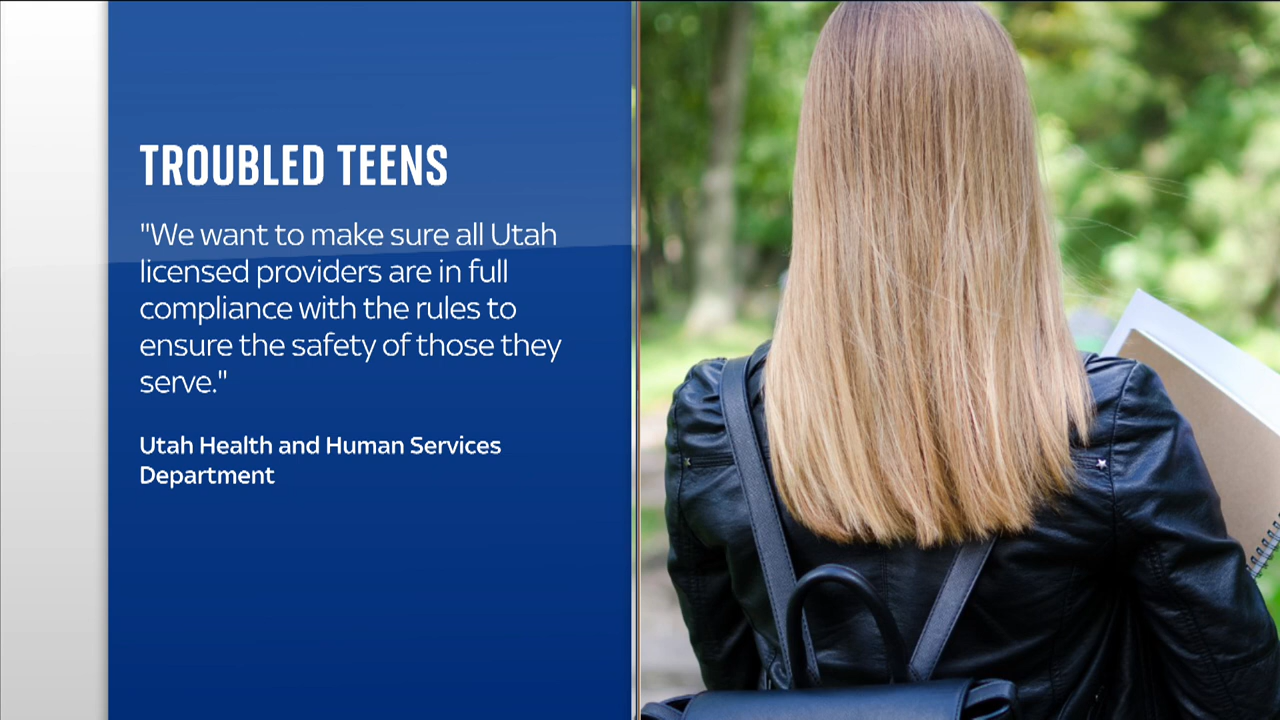 TROUBLED TEENS
"We want to make sure all Utah
licensed providers are in full
compliance with the rules to
ensure the safety of those they
serve."
Utah Health and Human Services
Department